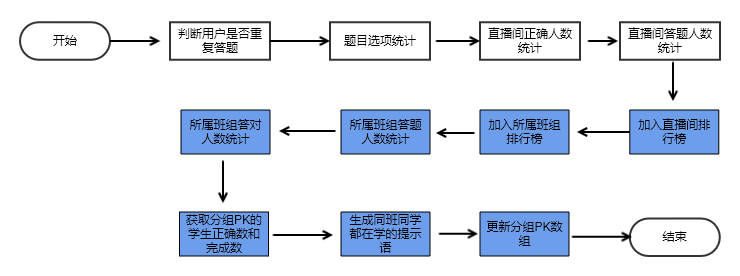 开始
判断用户是否重
复答题
题目选项统计
直播间正确人数
统计
直播间答题人数
统计
加入直播间排
行榜
加入所属班组
排行榜
所属班组答题
人数统计
所属班组答对
人数统计
获取分组PK的
学生正确数和
完成数
生成同班同学
都在学的提示
语
更新分组PK数
组
结束